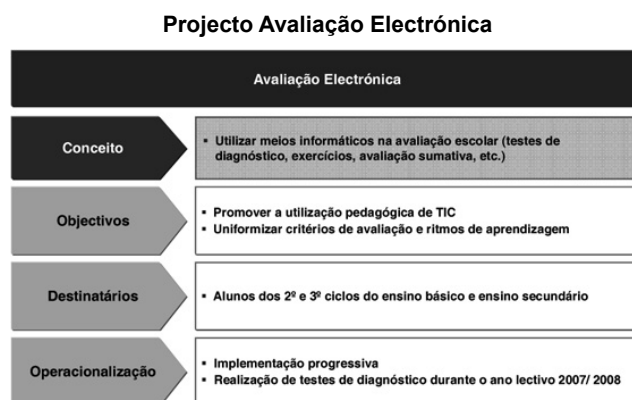 Projecto Avaliação Electrónica
Avaliação Electrónica
Conceito
▪ Utilizar meios informáticos na avaliação escolar (testes de
diagnóstico, exercícios, avaliação sumativa, etc.)
Objectivos
▪ Promover a utilização pedagógica de TIC
▪ Uniformizar critérios de avaliação e ritmos de aprendizagem
Destinatários
▪ Alunos dos 2º e 3º ciclos do ensino básico e ensino secundário
Operacionalização
▪ Implementação progressiva
▪ Realização de testes de diagnóstico durante o ano lectivo 2007/ 2008